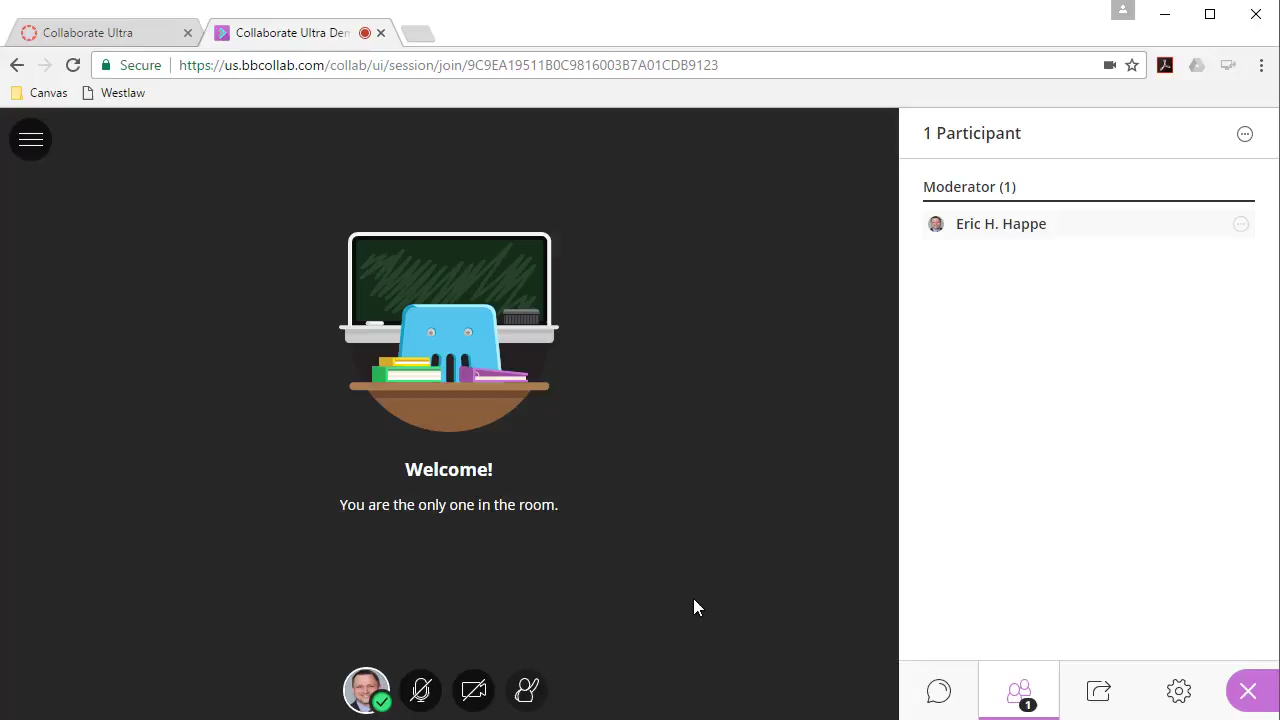 Collaborate Ultra
Collaborate Ultra Den
Secure
https://us.bbcollab.com/collab/ui/session/join/9C9EA19511B0C9816003B7A01CDB9123
Canvas
Westlaw
1 Participant
Moderator (1)
Eric H. Happe
Welcome!
You are the only one in the room.
1